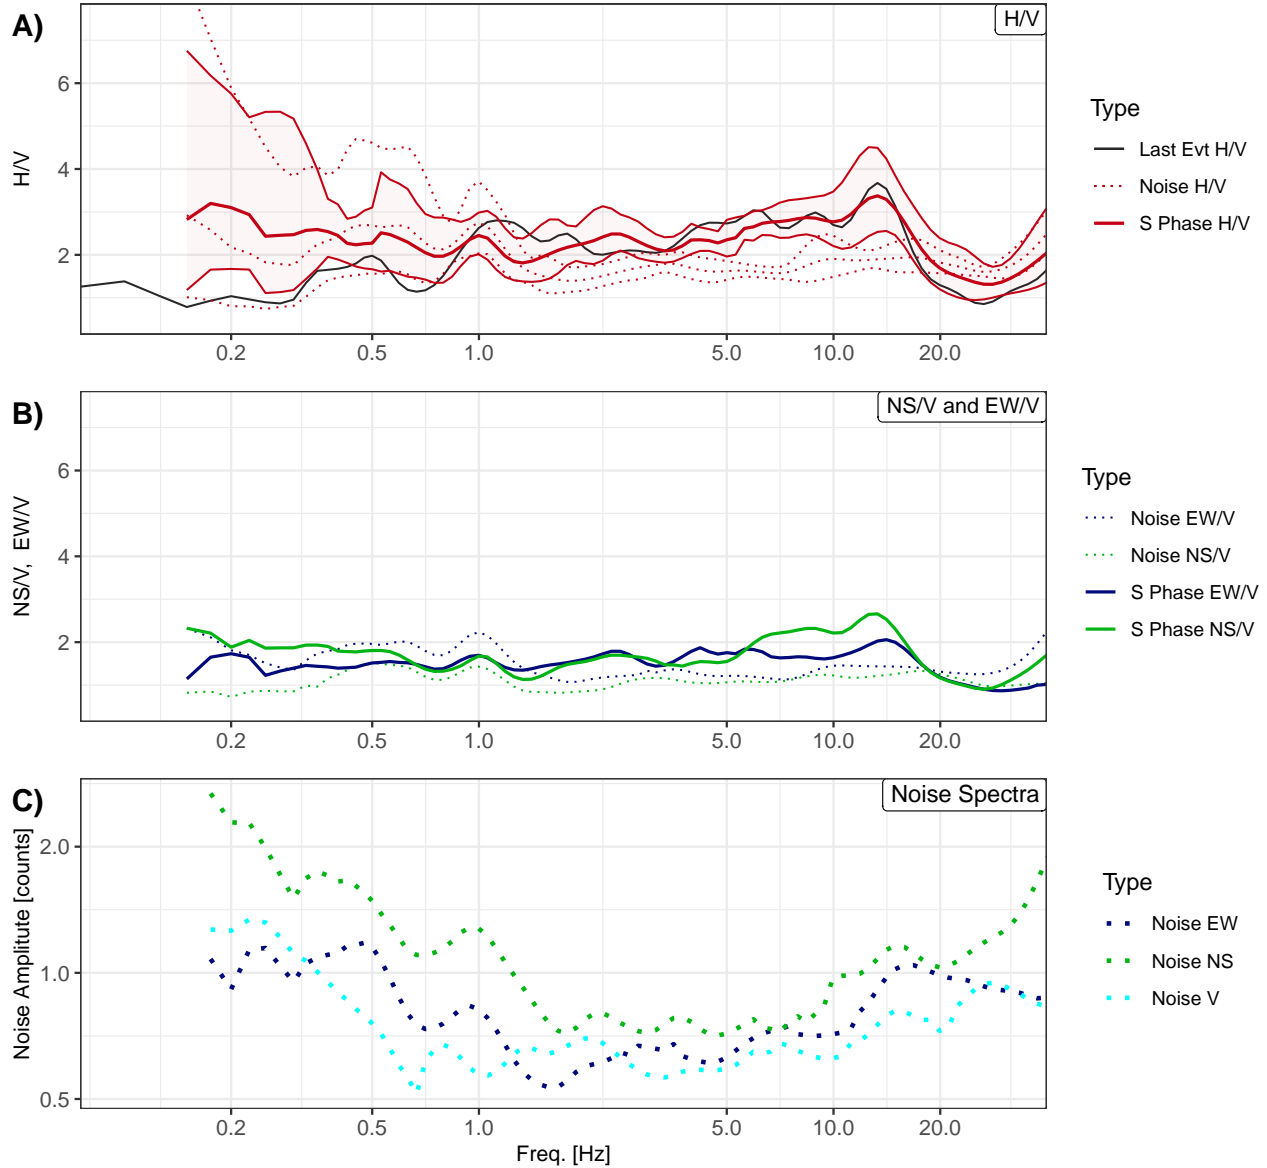 A)
H/V
6
4
2
H/V
0.2 0.5 1.0 5.0 10.0 20.0
Type
Last Evt H/V
Noise H/V
S Phase H/V
B)
NS/V and EW/V
6
4
2
NS/V, EW/V
0.2 0.5 1.0 5.0 10.0 20.0
Type
Noise EW/V
Noise NS/V
S Phase EW/V
S Phase NS/V
C)
Noise Spectra
2.0
1.0
0.5
Noise Amplitute [counts]
0.2 0.5 1.0 5.0 10.0 20.0
Freq. [Hz]
Type
Noise EW
Noise NS
Noise V